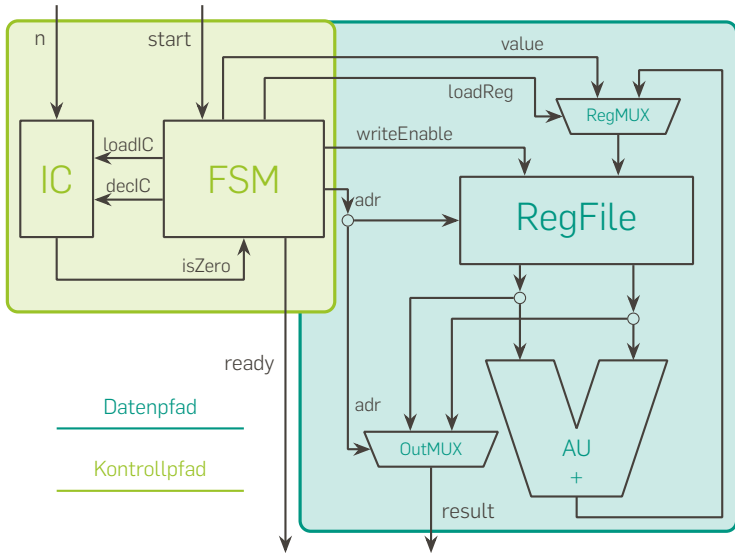 n
start
value
loadReg
RegMUX
writeEnable
loadIC
decIC
IC
FSM
adr
RegFile
isZero
ready
adr
Datenpfad
OutMUX
AU
+
Kontrollpfad
result